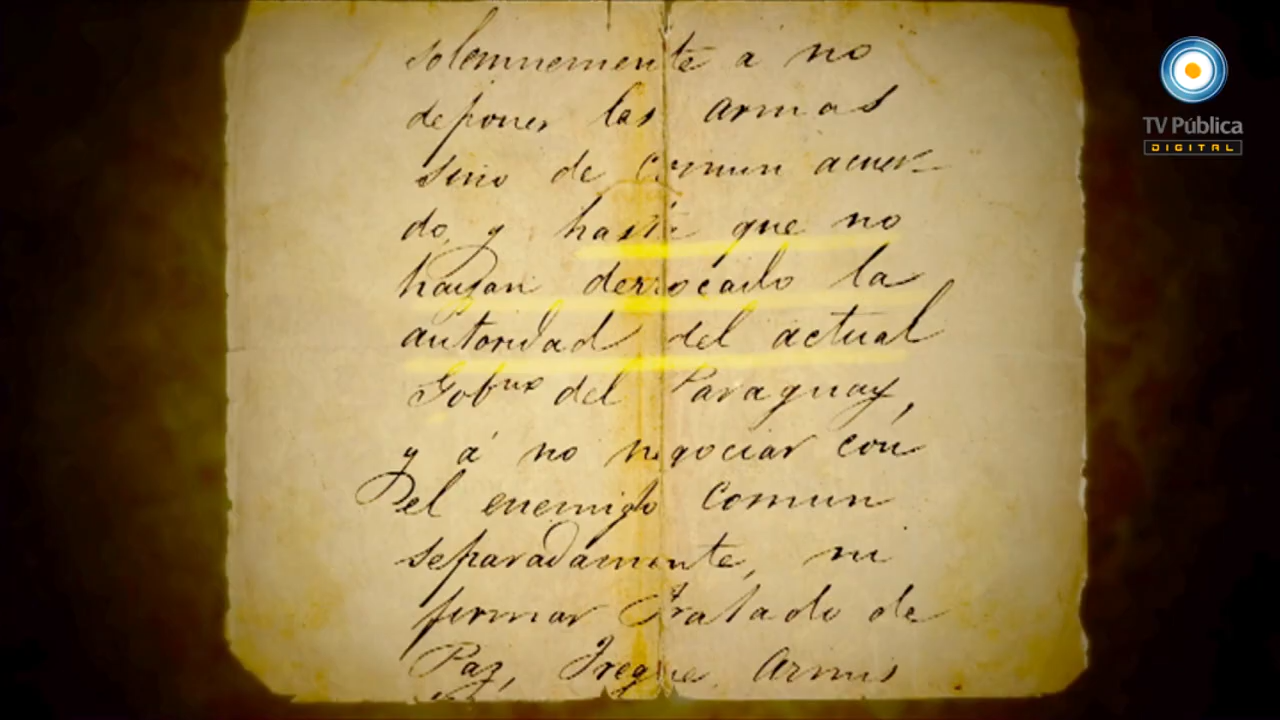 solemnemente a no
deponer las armas
sino de comun acuer-
do, y hasta que no
hayan derrocado la
autoridad del actual
Gobno del Paraguay,
y á no negociar con
el enemigo comun
separadamente, ni
firmar Tratado de
Paz, Tregua Armis
TV Pública
DIGITAL